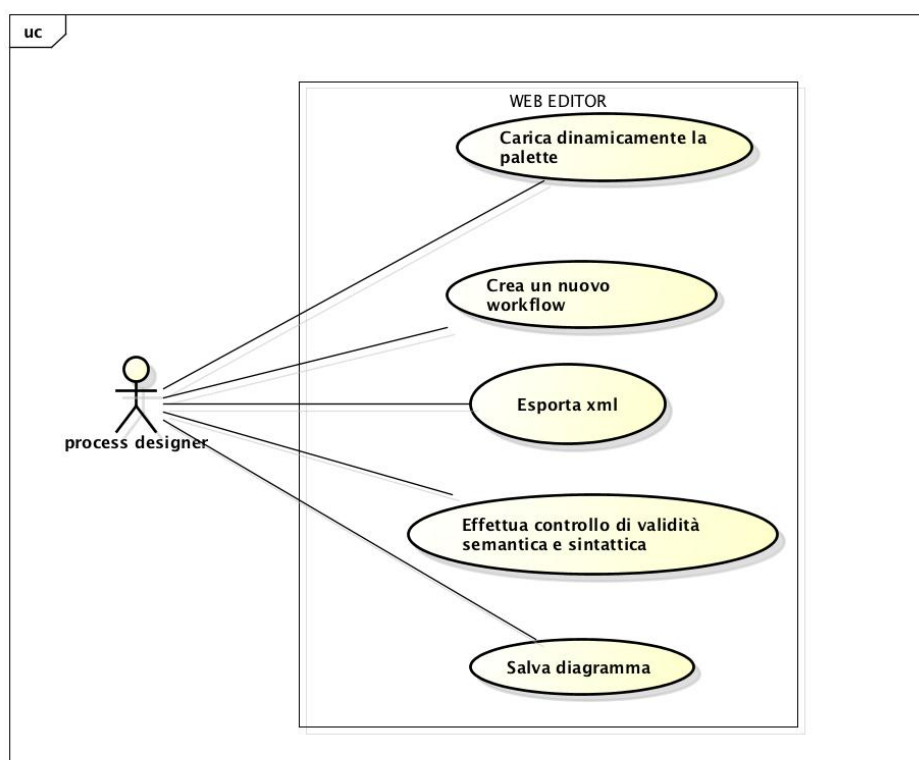 uc
WEB EDITOR
Carica dinamicamente la
palette
Crea un nuovo
workflow
Esporta xml
process designer
Effettua controllo di validità
semantica e sintattica
Salva diagramma